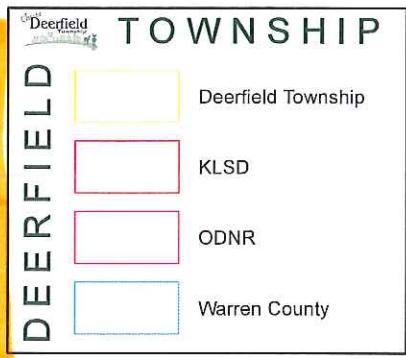 Deerfield
Township
TOWNSHIP
DEERFIELD
Deerfield Township
KLSD
ODNR
Warren County